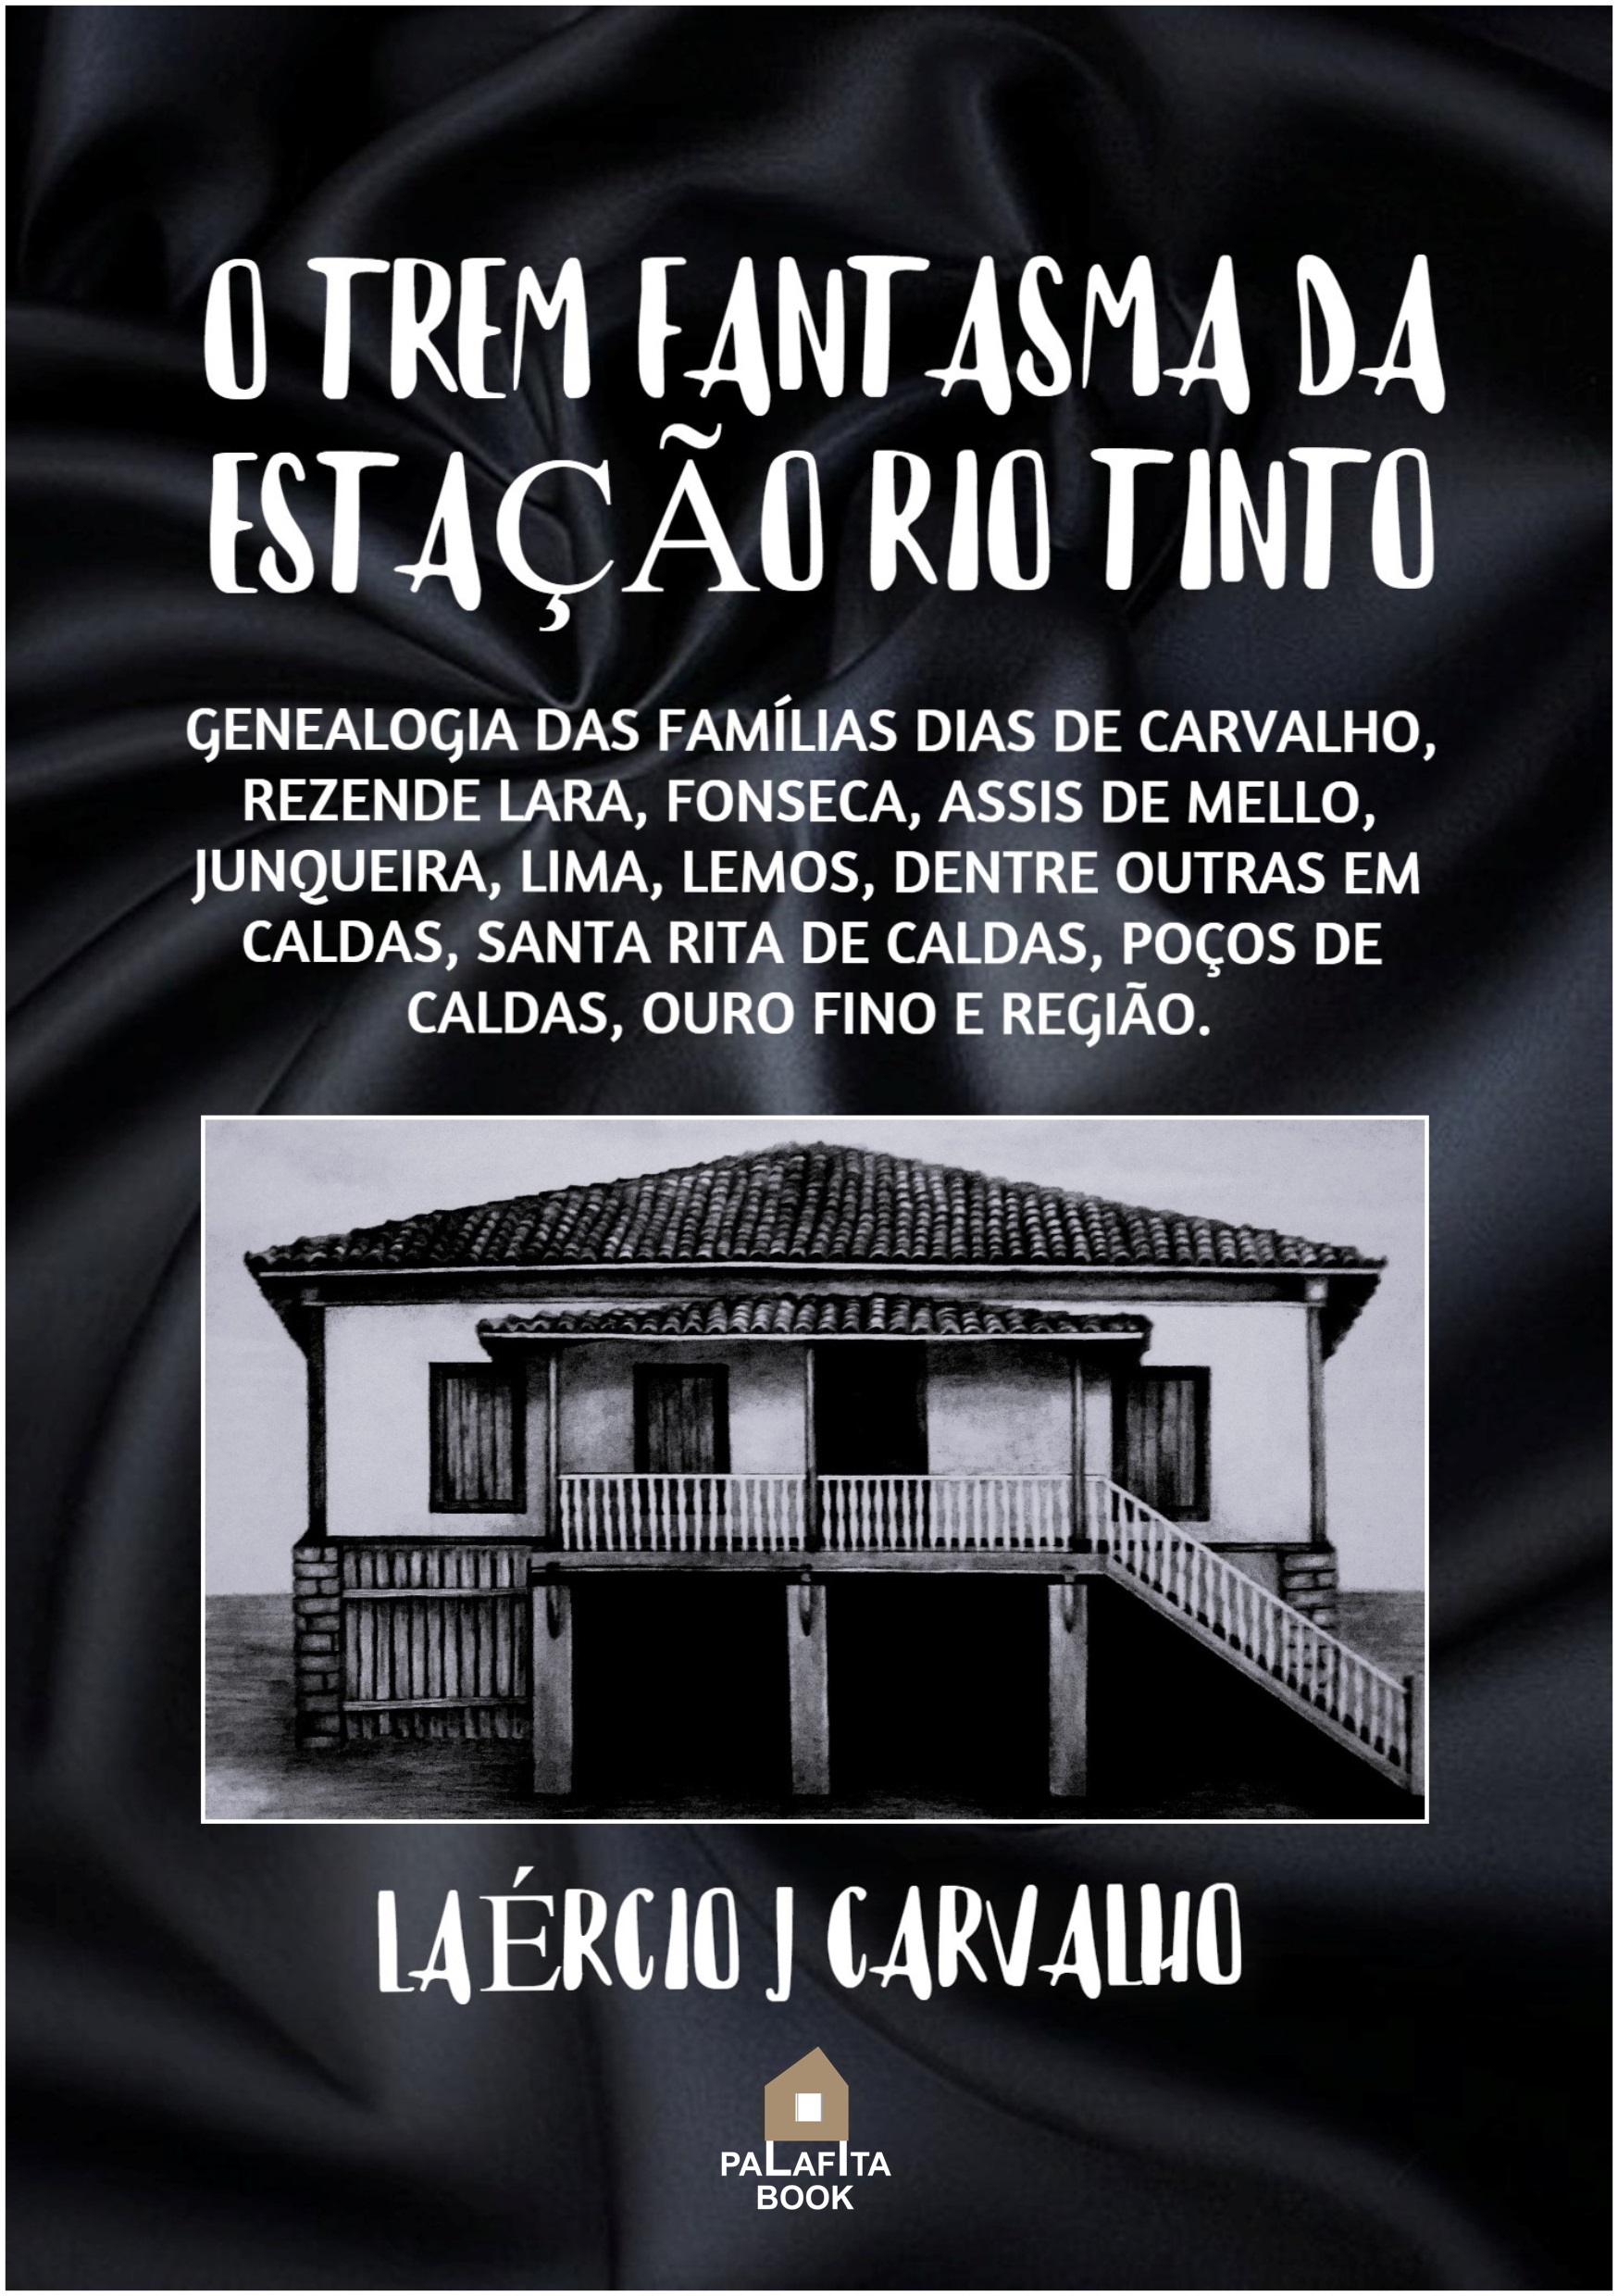 O TREM FANTASMA DA
ESTAÇÃO RIO TINTO
GENEALOGIA DAS FAMÍLIAS DIAS DE CARVALHO,
REZENDE LARA, FONSECA, ASSIS DE MELLO,
JUNQUEIRA, LIMA, LEMOS, DENTRE OUTRAS EM
CALDAS, SANTA RITA DE CALDAS, POÇOS DE
CALDAS, OURO FINO E REGIÃO.
LAÉRCIO J CARVALHO
PALAFITA
BOOK